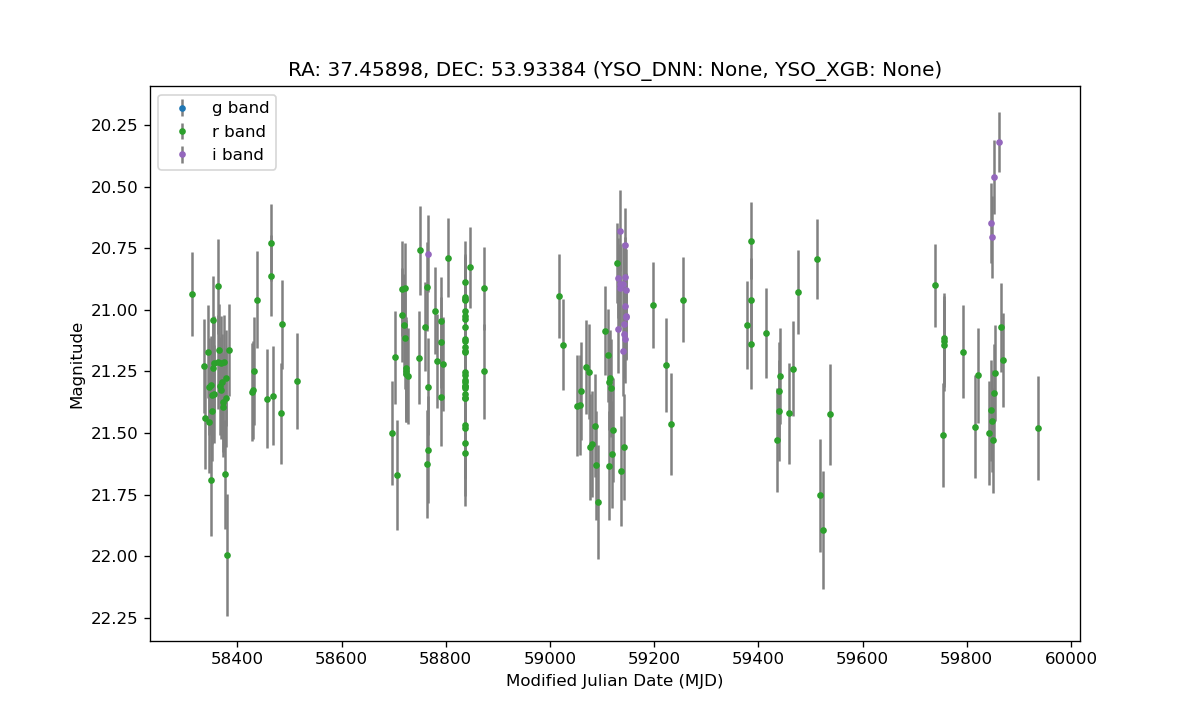 RA: 37.45898, DEC: 53.93384 (YSO_DNN: None, YSO_XGB: None)
g band
r band
i band
20.25
20.50
20.75
21.00
21.25
21.50
21.75
22.00
22.25
Magnitude
58400 58600 58800 59000 59200 59400 59600 59800 60000
Modified Julian Date (MJD)